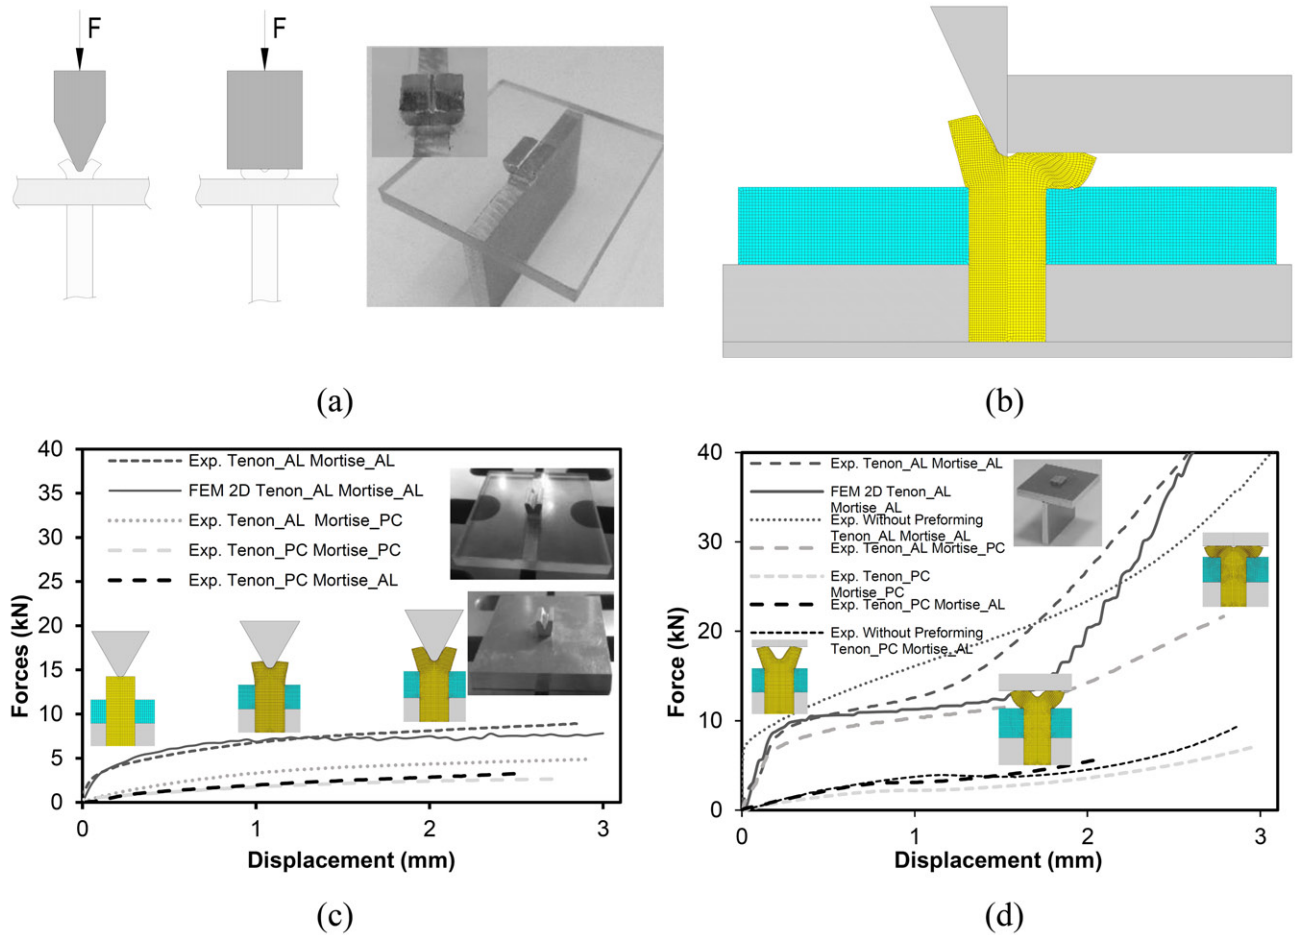 F
F
(a)
(b)
40
35
30
25
20
15
10
5
0
Forces (kN)
Exp. Tenon_AL Mortise_AL
FEM 2D Tenon_AL Mortise_AL
Exp. Tenon_AL Mortise_PC
Exp. Tenon_PC Mortise_PC
Exp. Tenon_PC Mortise_AL
0
1
2
3
Displacement (mm)
(c)
40
30
20
10
0
Force (kN)
Exp. Tenon_AL Mortise_AL
FEM 2D Tenon_AL
Mortise_AL
Exp. Without Preforming
Tenon_AL Mortise_AL
Exp. Tenon_AL Mortise_PC
Exp. Tenon_PC
Mortise_PC
Exp. Tenon_PC Mortise_AL
Exp. Without Preforming
Tenon_PC Mortise_AL
0
1
2
3
Displacement (mm)
(d)